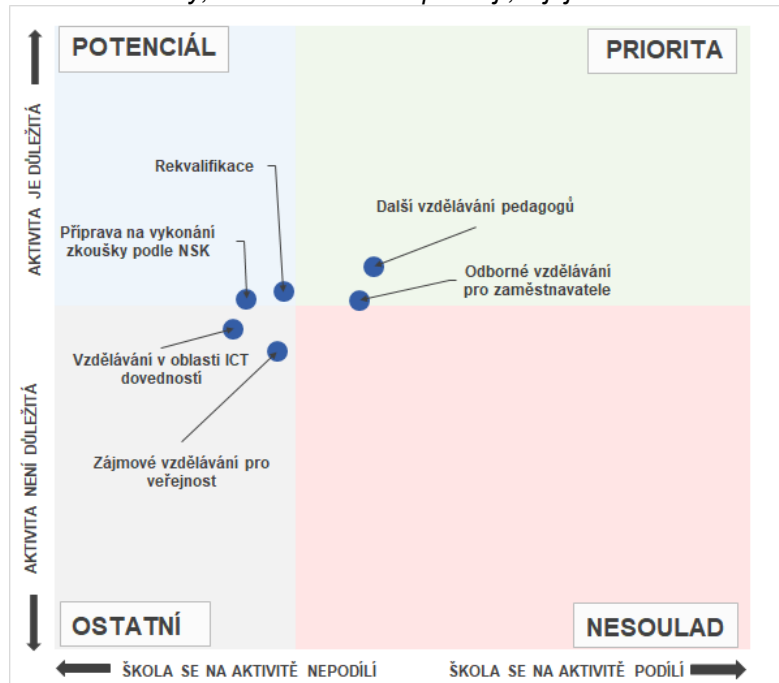 POTENCIÁL
PRIORITA
AKTIVITA JE DŮLEŽITÁ
Rekvalifikace
Další vzdělávání pedagogů
Příprava na vykonání
zkoušky podle NSK
Odborné vzdělávání
pro zaměstnavatele
Vzdělávání v oblasti ICT
dovedností
AKTIVITA NENÍ DŮLEŽITÁ
Zájmové vzdělávání pro
veřejnost
OSTATNÍ
NESOULAD
ŠKOLA SE NA AKTIVITĚ NEPODÍLÍ
ŠKOLA SE NA AKTIVITĚ PODÍLÍ